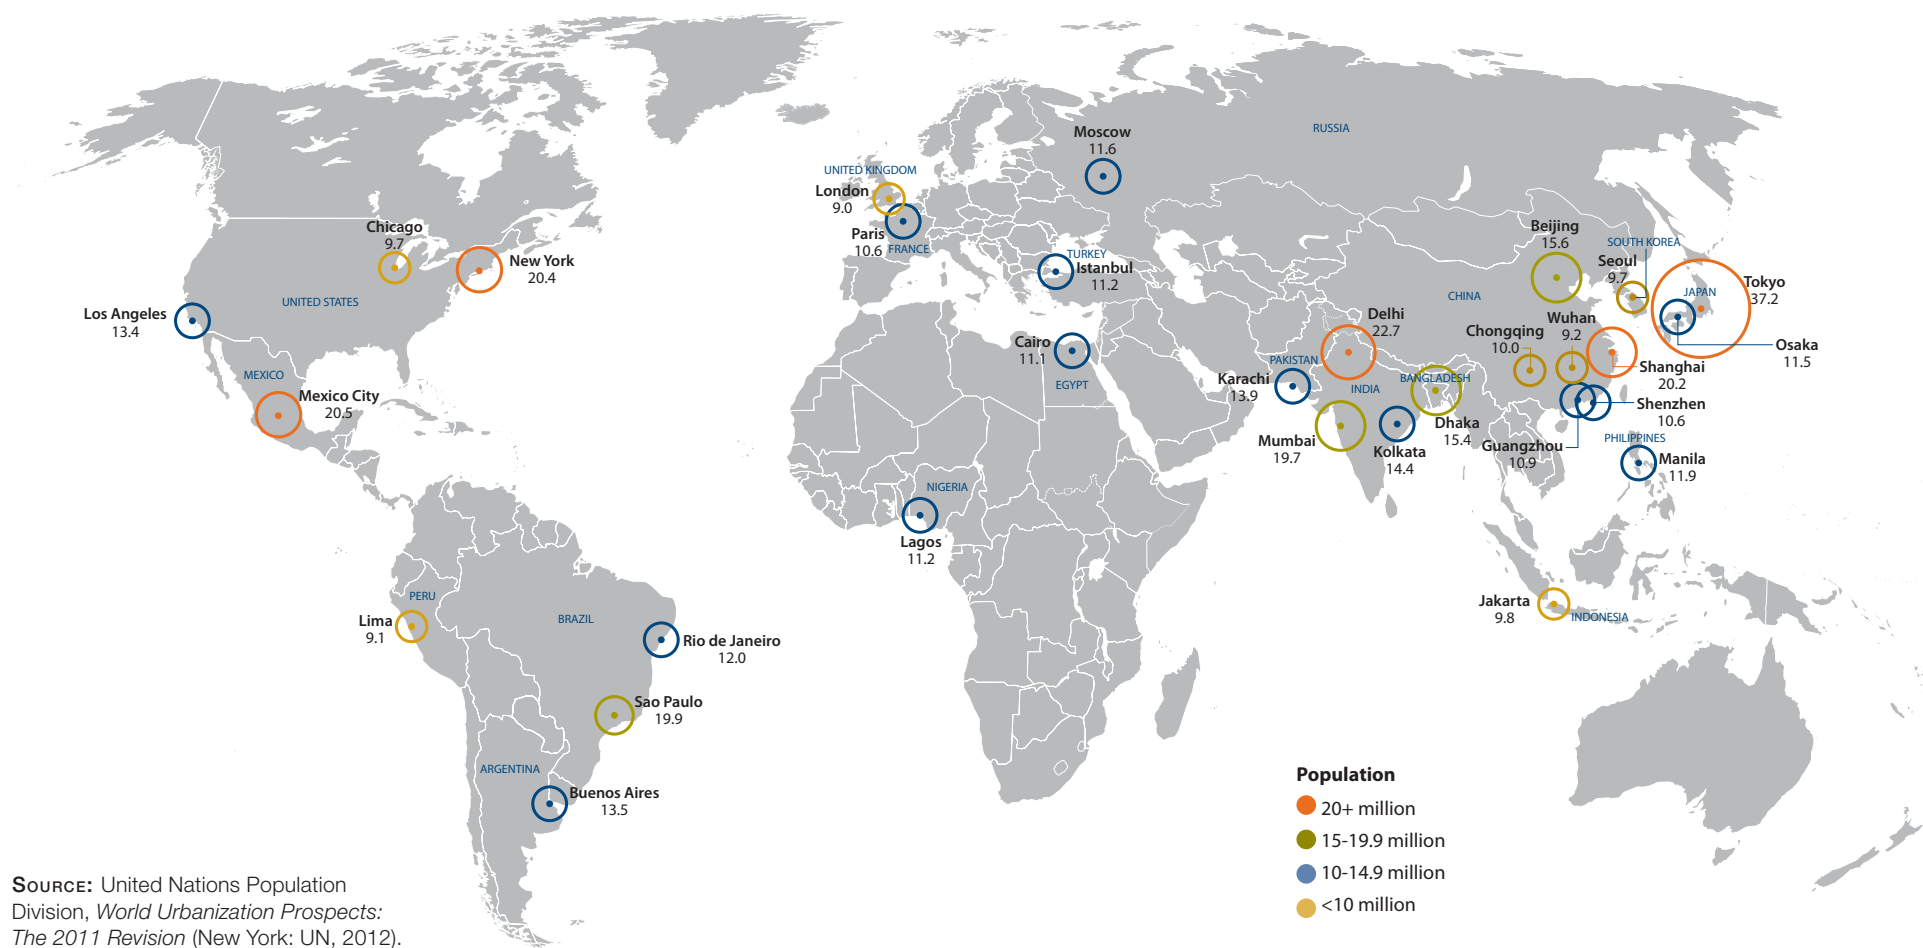 Moscow
11.6
RUSSIA
UNITED KINGDOM
London
9.0
Paris
10.6
FRANCE
Chicago
9.7
New York
20.4
UNITED STATES
Los Angeles
13.4
MEXICO
Mexico City
20.5
TURKEY
Istanbul
11.2
Cairo
11.1
EGYPT
Beijing
15.6
SOUTH KOREA
Seoul
9.7
Tokyo
37.2
JAPAN
CHINA
Delhi
22.7
Wuhan
9.2
Chongqing
10.0
Osaka
11.5
Shanghai
20.2
PAKISTAN
Karachi
13.9
INDIA
BANGLADESH
Shenzhen
10.6
Dhaka
15.4
Mumbai
19.7
Kolkata
14.4
Guangzhou
10.9
PHILIPPINES
Manila
11.9
NIGERIA
Lagos
11.2
PERU
Lima
9.1
BRAZIL
Rio de Janeiro
12.0
Jakarta
9.8
INDONESIA
Sao Paulo
19.9
ARGENTINA
Buenos Aires
13.5
Population
20+ million
15-19.9 million
10-14.9 million
<10 million
SOURCE: United Nations Population
Division, World Urbanization Prospects:
The 2011 Revision (New York: UN, 2012).